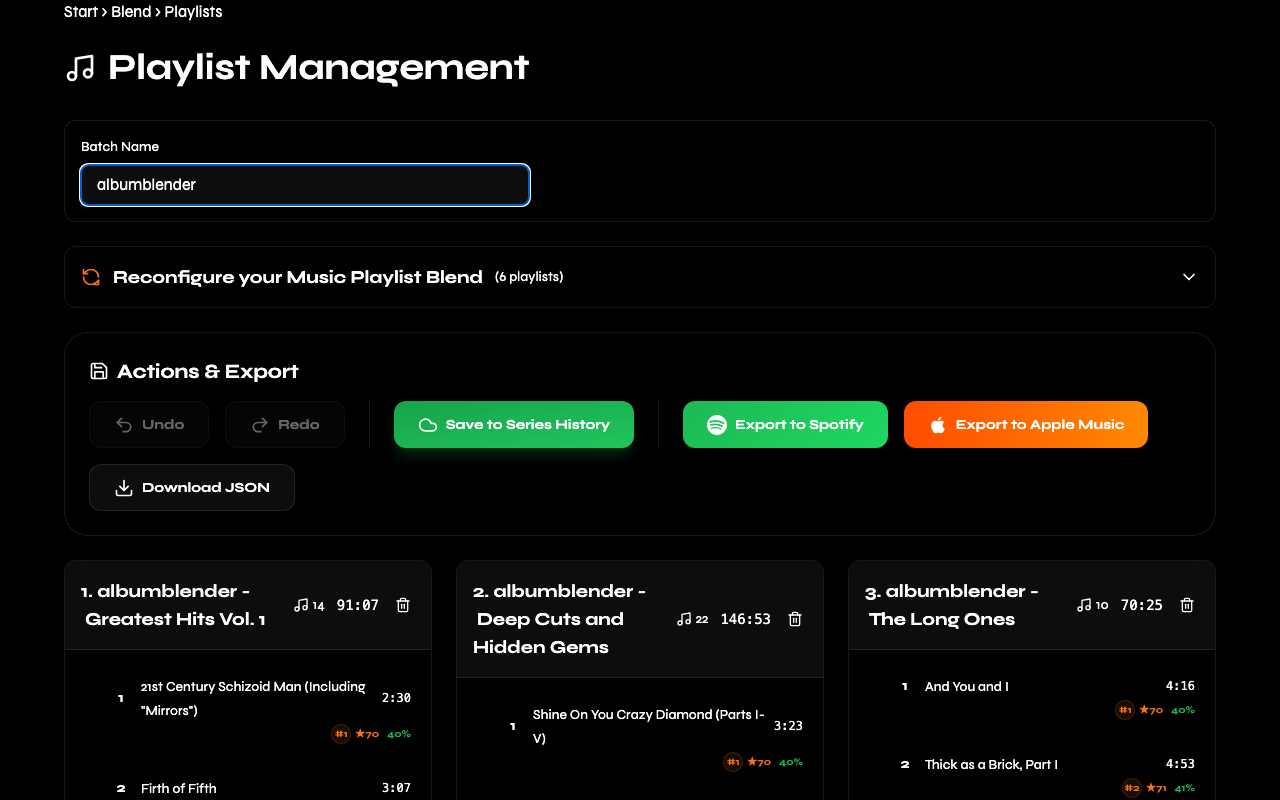 Start › Blend › Playlists
Playlist Management
Batch Name
albumblender
Reconfigure your Music Playlist Blend (6 playlists)
Actions & Export
Undo
Redo
Save to Series History
Export to Spotify
Export to Apple Music
Download JSON
1. albumblender -
Greatest Hits Vol. 1
14 91:07
1 21st Century Schizoid Man (Including
"Mirrors")
2:30
#1 ★70 40%
2 Firth of Fifth 3:07
2. albumblender -
Deep Cuts and
Hidden Gems
22 146:53
1 Shine On You Crazy Diamond (Parts I-
V)
3:23
#1 ★70 40%
3. albumblender -
The Long Ones
10 70:25
1 And You and I 4:16
#1 ★70 40%
2 Thick as a Brick, Part I 4:53
#2 ★71 41%